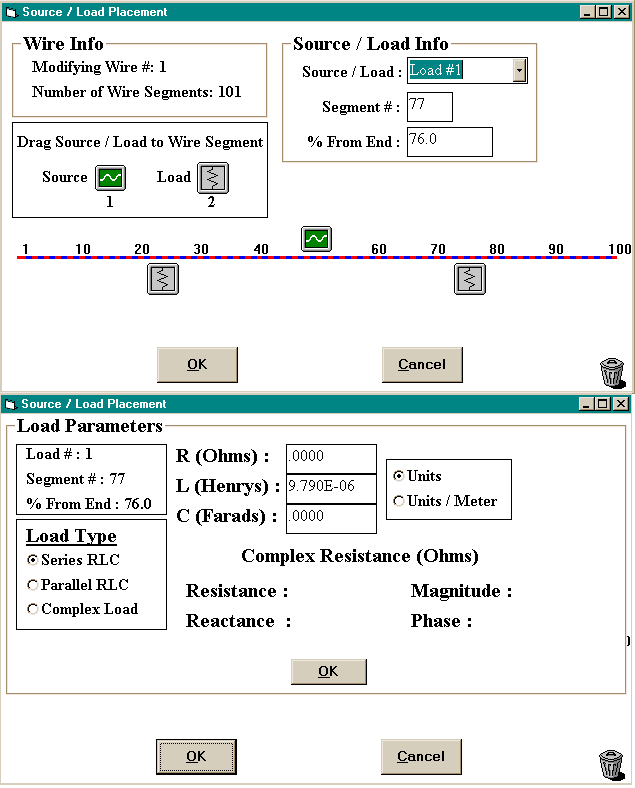 Source / Load Placement
Wire Info
Modifying Wire #: 1
Number of Wire Segments: 101
Source / Load Info
Source / Load : Load #1
Segment # : 77
% From End : 76.0
Drag Source / Load to Wire Segment
Source Load
1 2
1 10 20 30 40 60 70 80 90 100
OK Cancel
Source / Load Placement
Load Parameters
Load # : 1
Segment # : 77
% From End : 76.0
R (Ohms) : .0000
L (Henrys) : 9.790E-06
C (Farads) : .0000
Units
Units / Meter
Load Type
Series RLC
Parallel RLC
Complex Load
Complex Resistance (Ohms)
Resistance : Magnitude :
Reactance : Phase :
OK
OK Cancel